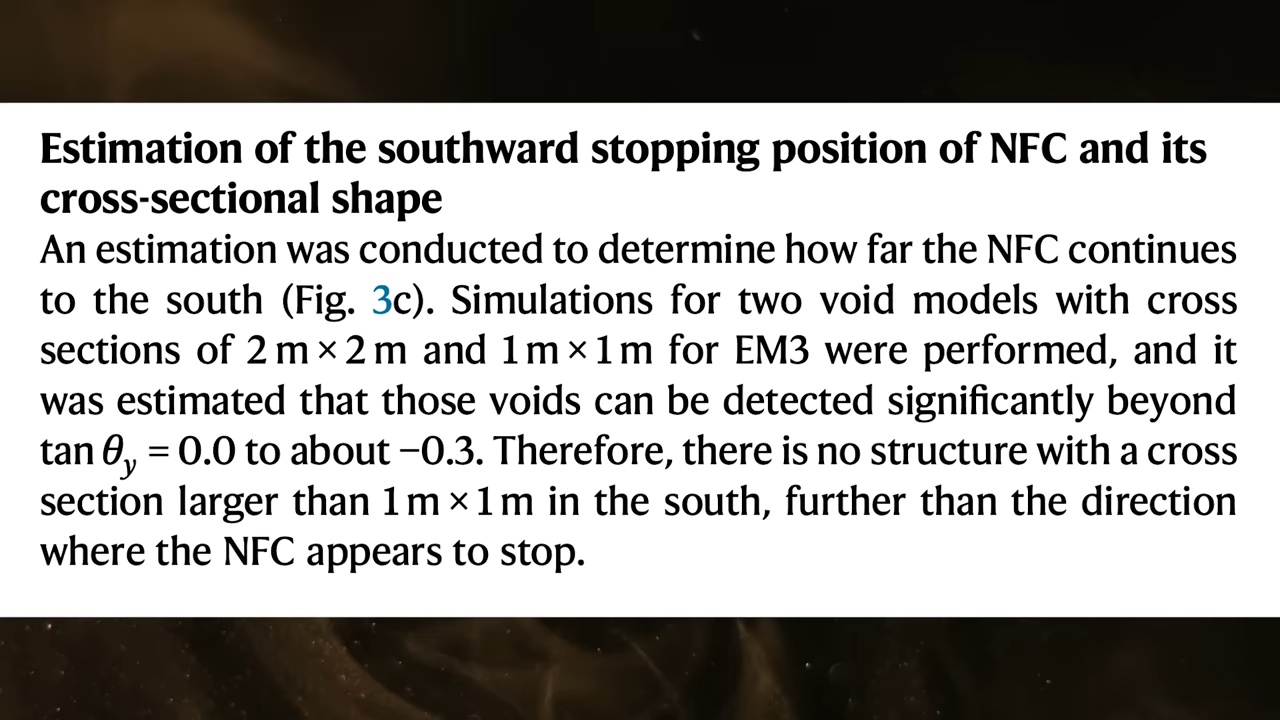 Estimation of the southward stopping position of NFC and its
cross-sectional shape
An estimation was conducted to determine how far the NFC continues
to the south (Fig. 3c). Simulations for two void models with cross
sections of 2 m × 2 m and 1 m × 1 m for EM3 were performed, and it
was estimated that those voids can be detected significantly beyond
tan θy = 0.0 to about −0.3. Therefore, there is no structure with a cross
section larger than 1 m × 1 m in the south, further than the direction
where the NFC appears to stop.